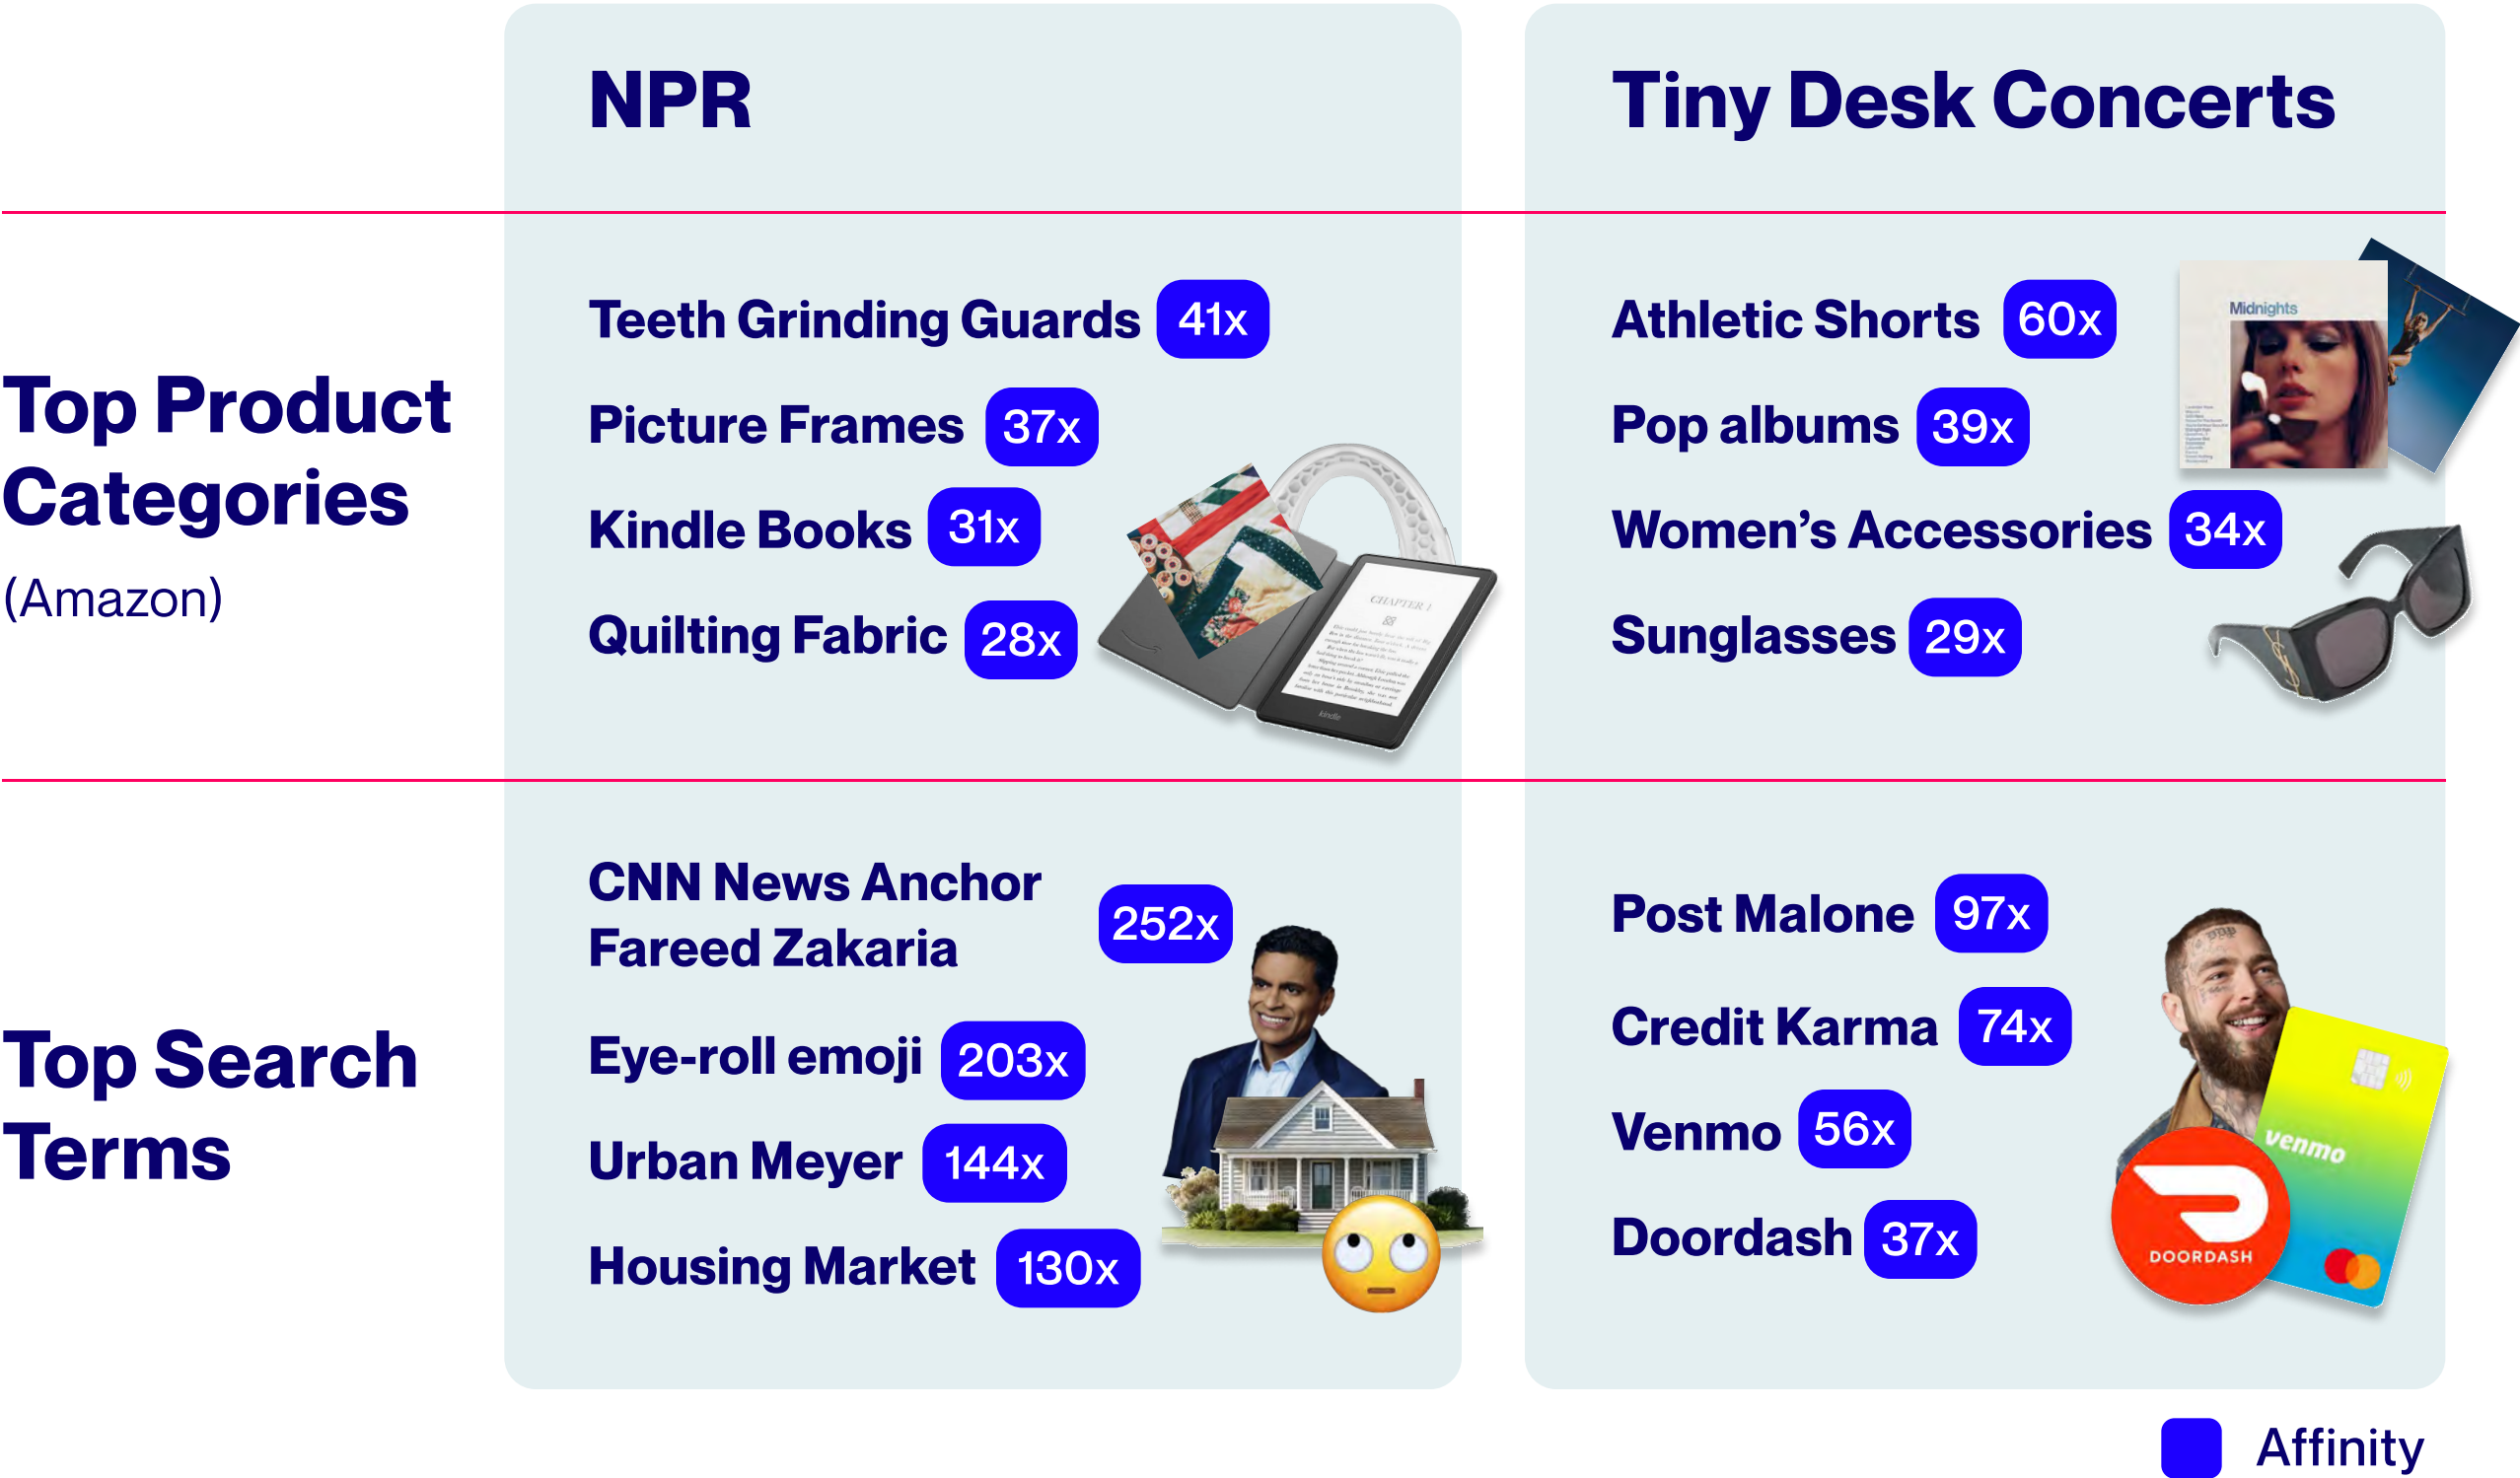 NPR
Tiny Desk Concerts
Top Product
Categories
(Amazon)
Teeth Grinding Guards 41x
Picture Frames 37x
Kindle Books 31x
Quilting Fabric 28x
CHAPTER 1
kindle
Athletic Shorts 60x
Pop albums 39x
Women’s Accessories 34x
Sunglasses 29x
Midnights
Top Search
Terms
CNN News Anchor
Fareed Zakaria 252x
Eye-roll emoji 203x
Urban Meyer 144x
Housing Market 130x
Post Malone 97x
Credit Karma 74x
Venmo 56x
Doordash 37x
venmo
DOORDASH
Affinity